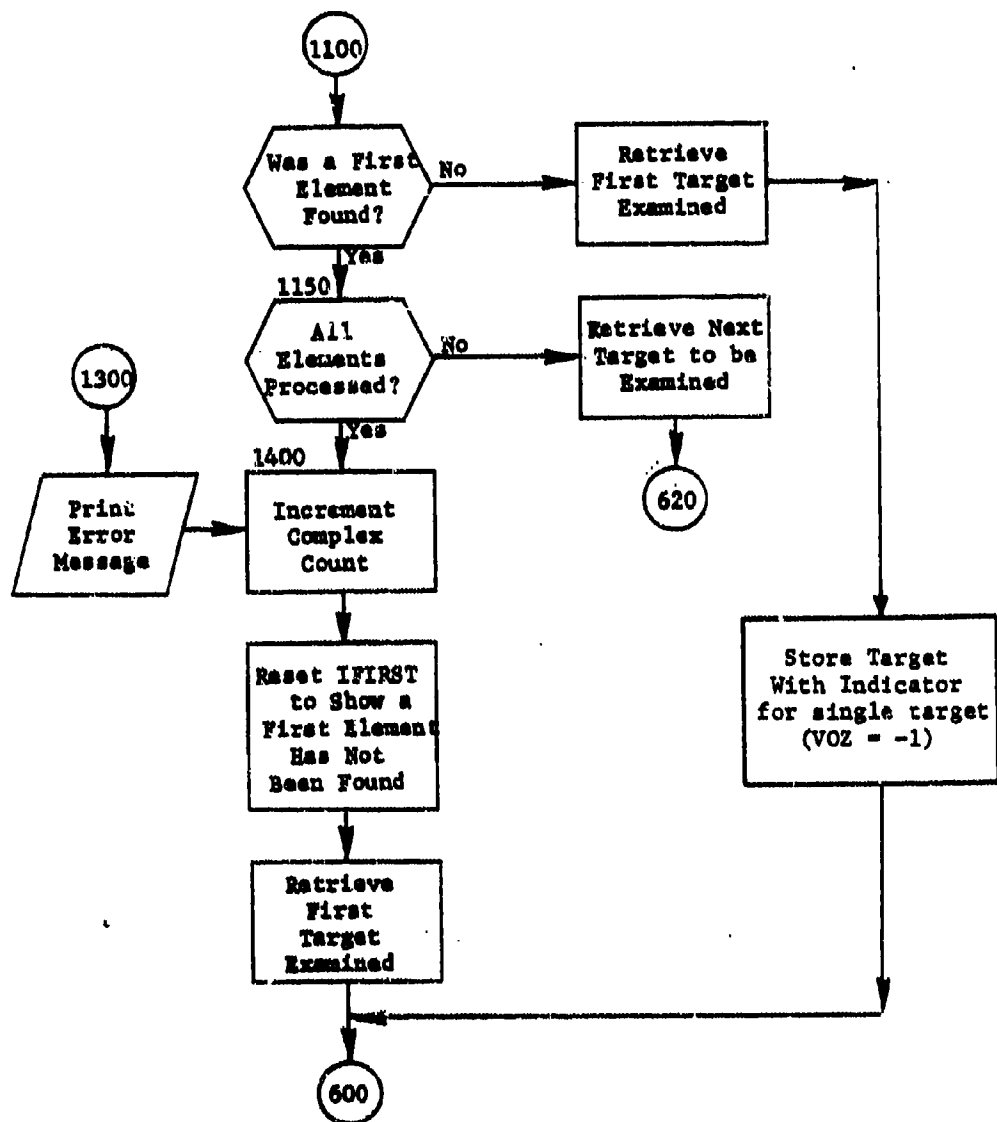 1100
Was a First
Element
Found?
No
Retrieve
First Target
Examined
Yes
1150
All
Elements
Processed?
No
Retrieve Next
Target to be
Examined
1300
Yes
1400
620
Print
Error
Message
Increment
Complex
Count
Reset IFIRST
to Show a
First Element
Has Not
Been Found
Store Target
With Indicator
for single target
(VOZ = -1)
Retrieve
First
Target
Examined
600